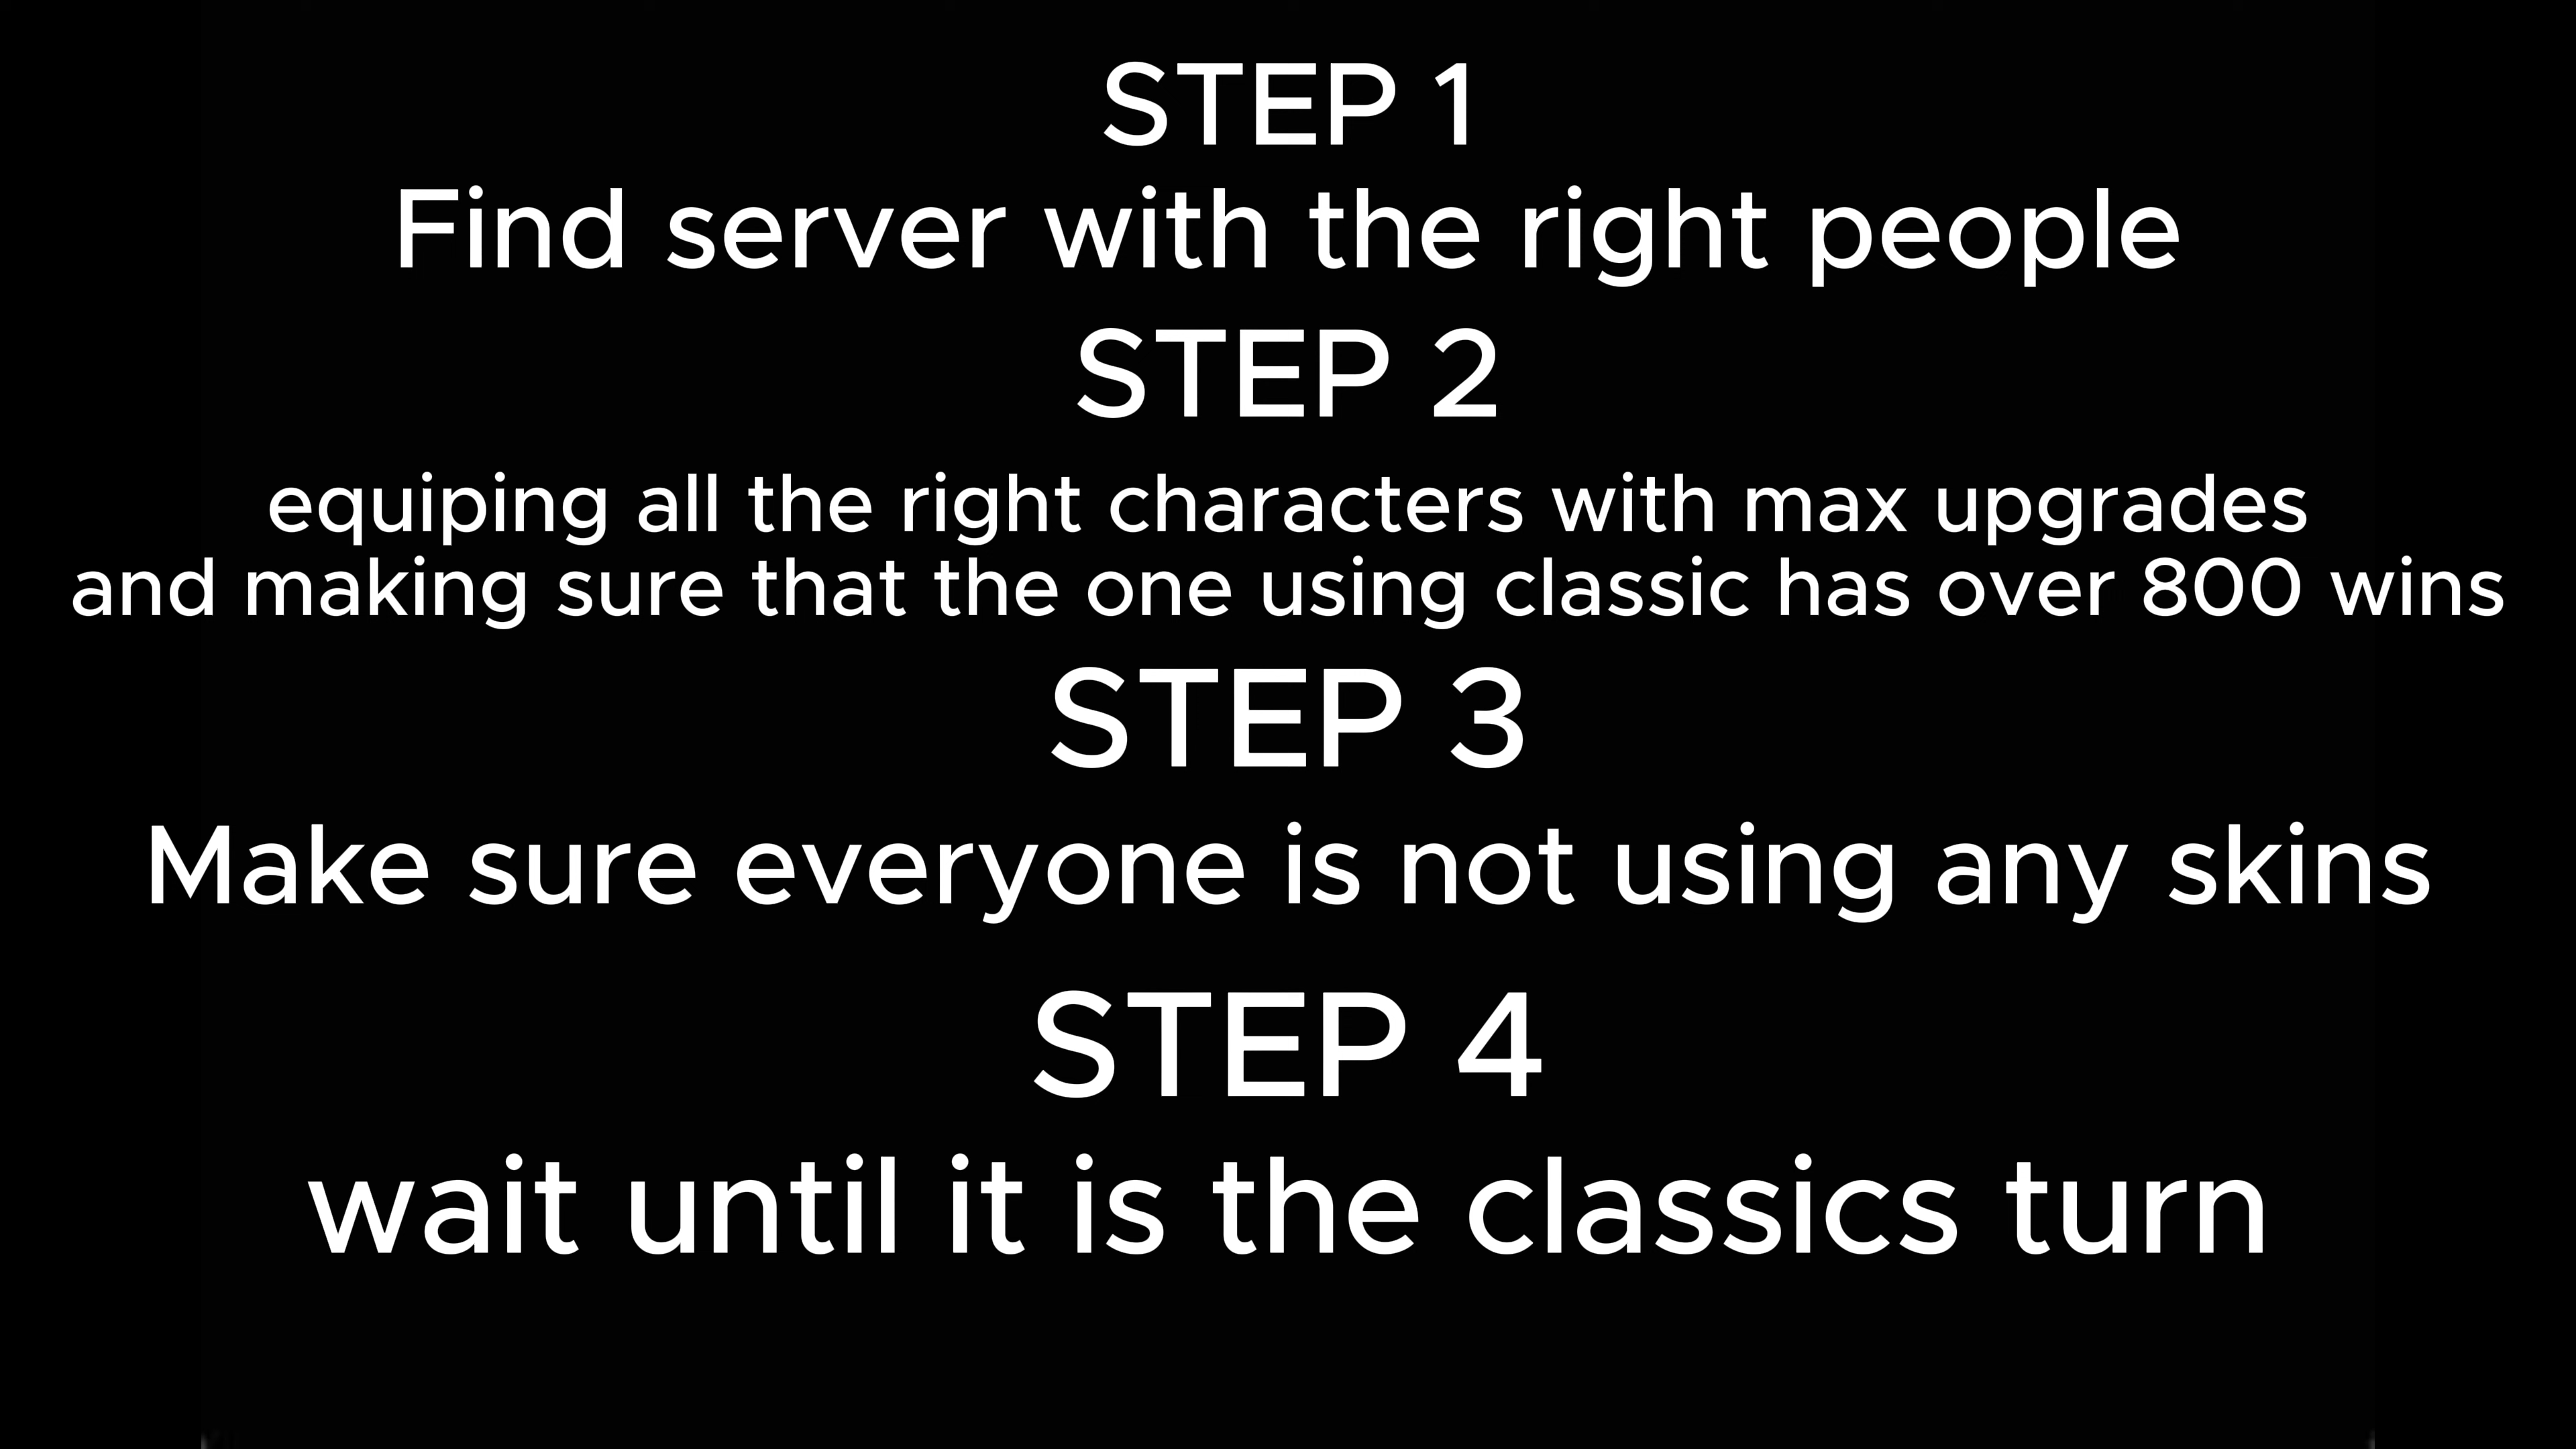 STEP 1
Find server with the right people
STEP 2
equiping all the right characters with max upgrades
and making sure that the one using classic has over 800 wins
STEP 3
Make sure everyone is not using any skins
STEP 4
wait until it is the classics turn